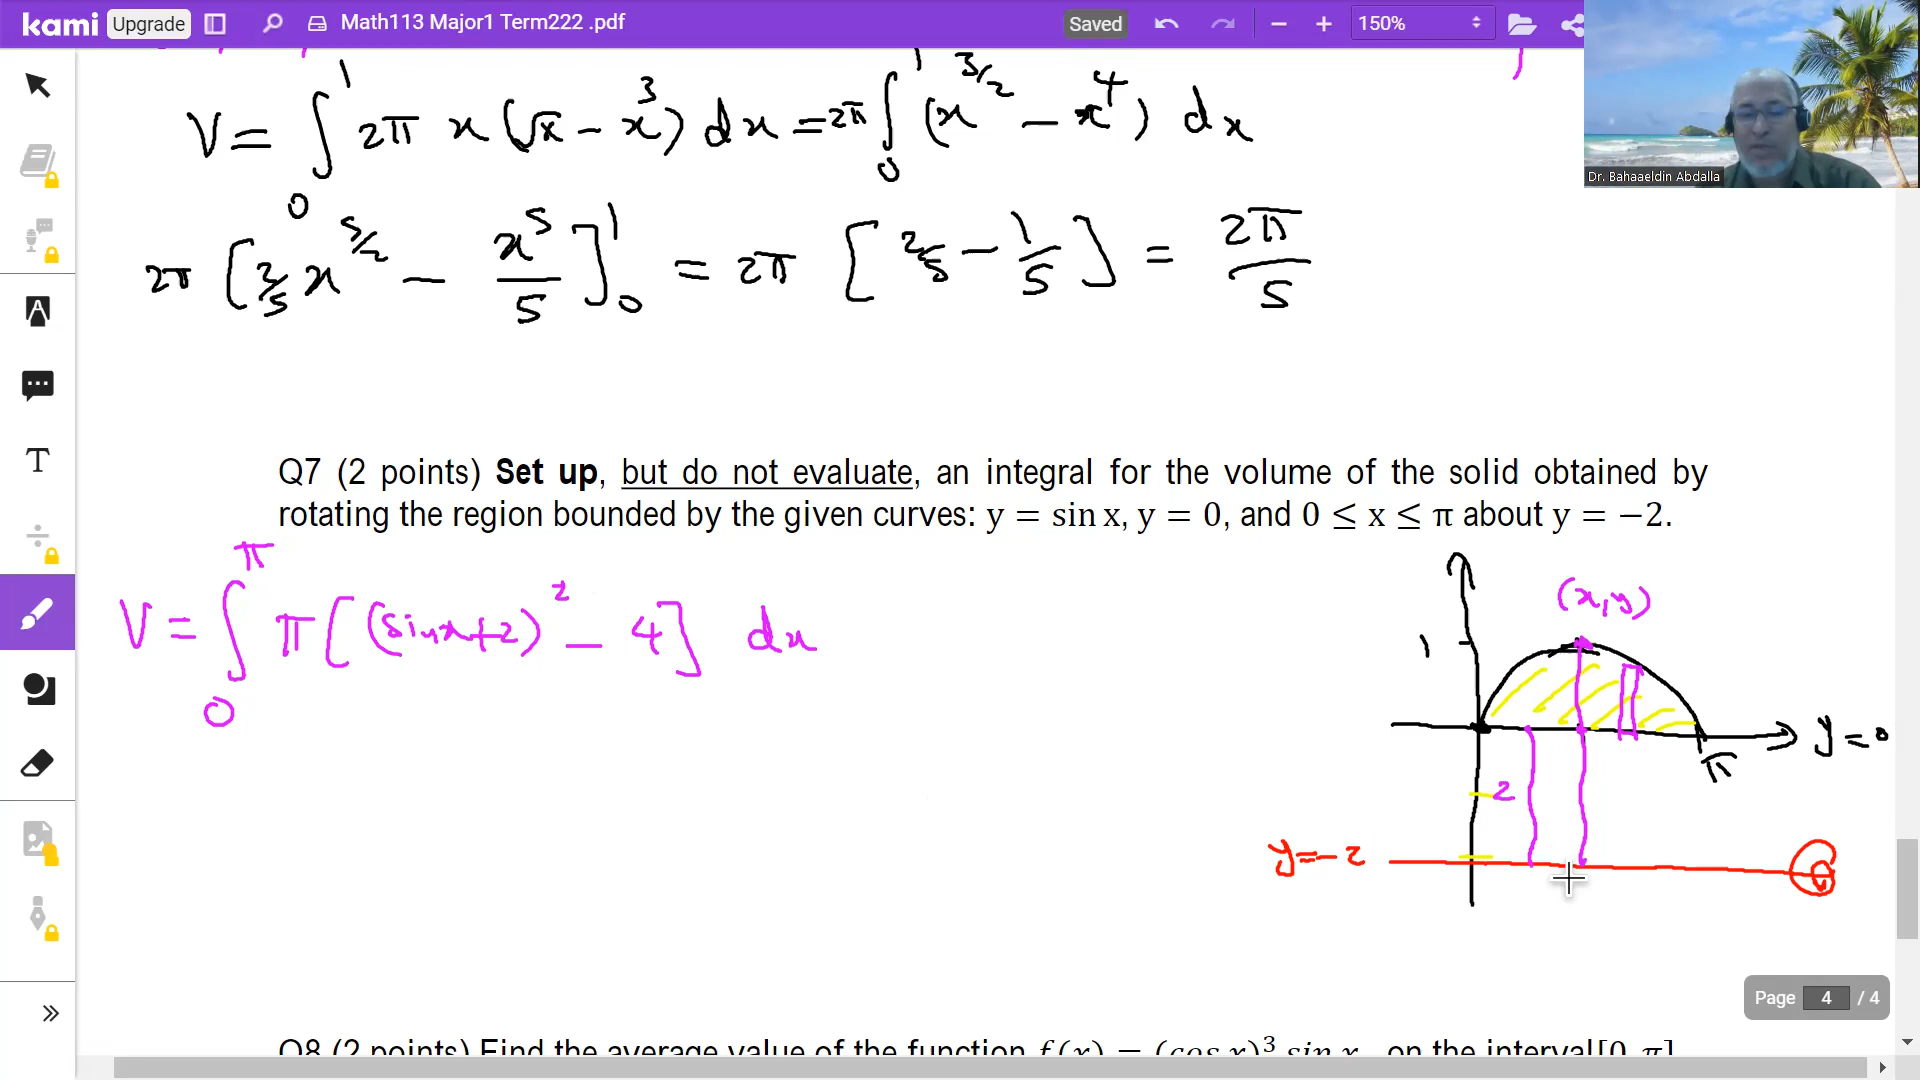 kami Upgrade Math113 Major1 Term222 .pdf Saved 150%
Dr. Bahaaeldin Abdalla
V = ∫₀¹ 2π x (√x − x³) dx = 2π ∫₀¹ (x^3/2 − x⁴) dx
2π [2/5 x^5/2 − x⁵/5]₀¹ = 2π [2/5 − 1/5] = 2π/5
Q7 (2 points) Set up, but do not evaluate, an integral for the volume of the solid obtained by
rotating the region bounded by the given curves: y = sin x, y = 0, and 0 ≤ x ≤ π about y = −2.
V = ∫₀^π π[(sinx+2)² − 4] dx
(x,y)
1
y=0
π
2
y=-2
Page 4 / 4
Q8 (2 points) Find the average value of the function f(x) = (cos x)³ sin x on the interval[0, π]